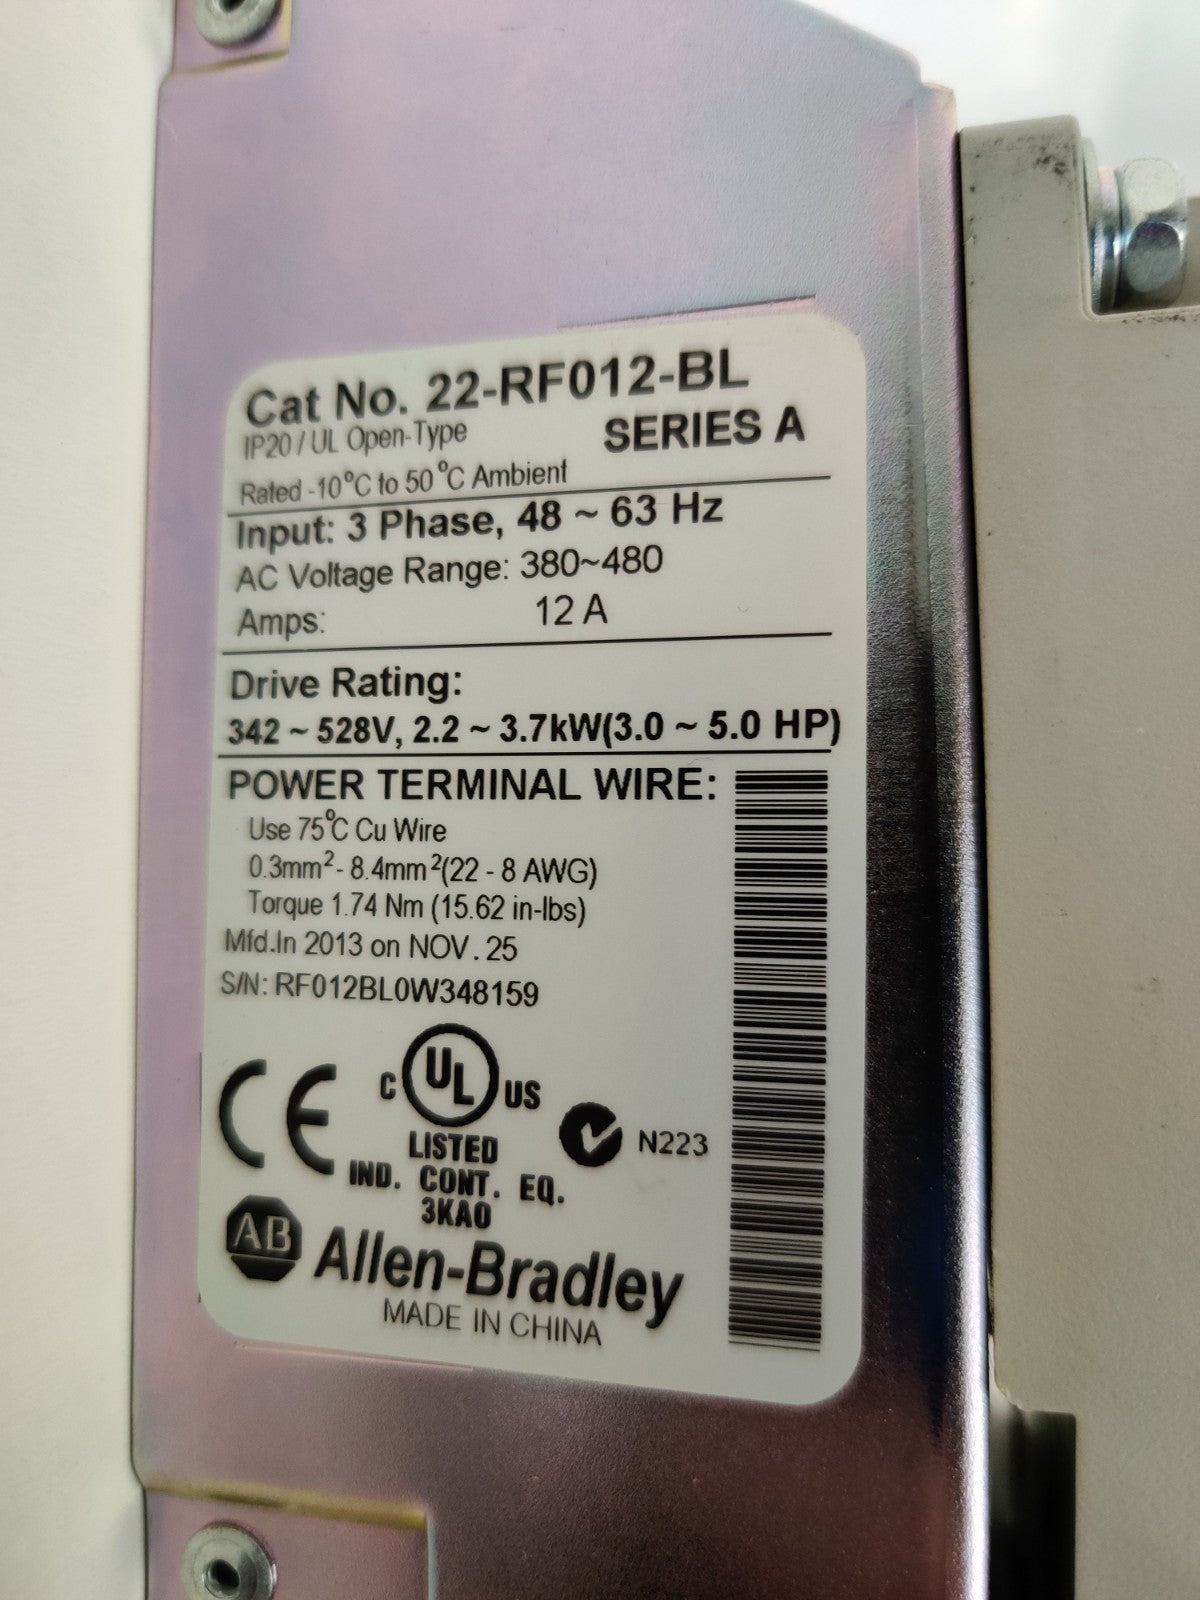 Cat No. 22-RF012-BL
IP20 / UL Open-Type SERIES A
Rated -10°C to 50°C Ambient
Input: 3 Phase, 48 ~ 63 Hz
AC Voltage Range: 380~480
Amps: 12 A
Drive Rating:
342 ~ 528V, 2.2 ~ 3.7kW(3.0 ~ 5.0 HP)
POWER TERMINAL WIRE:
Use 75°C Cu Wire
0.3mm²- 8.4mm²(22 - 8 AWG)
Torque 1.74 Nm (15.62 in-lbs)
Mfd.In 2013 on NOV. 25
S/N: RF012BL0W348159
CE C UL US
LISTED
IND. CONT. EQ.
3KA0
N223
AB Allen-Bradley
MADE IN CHINA